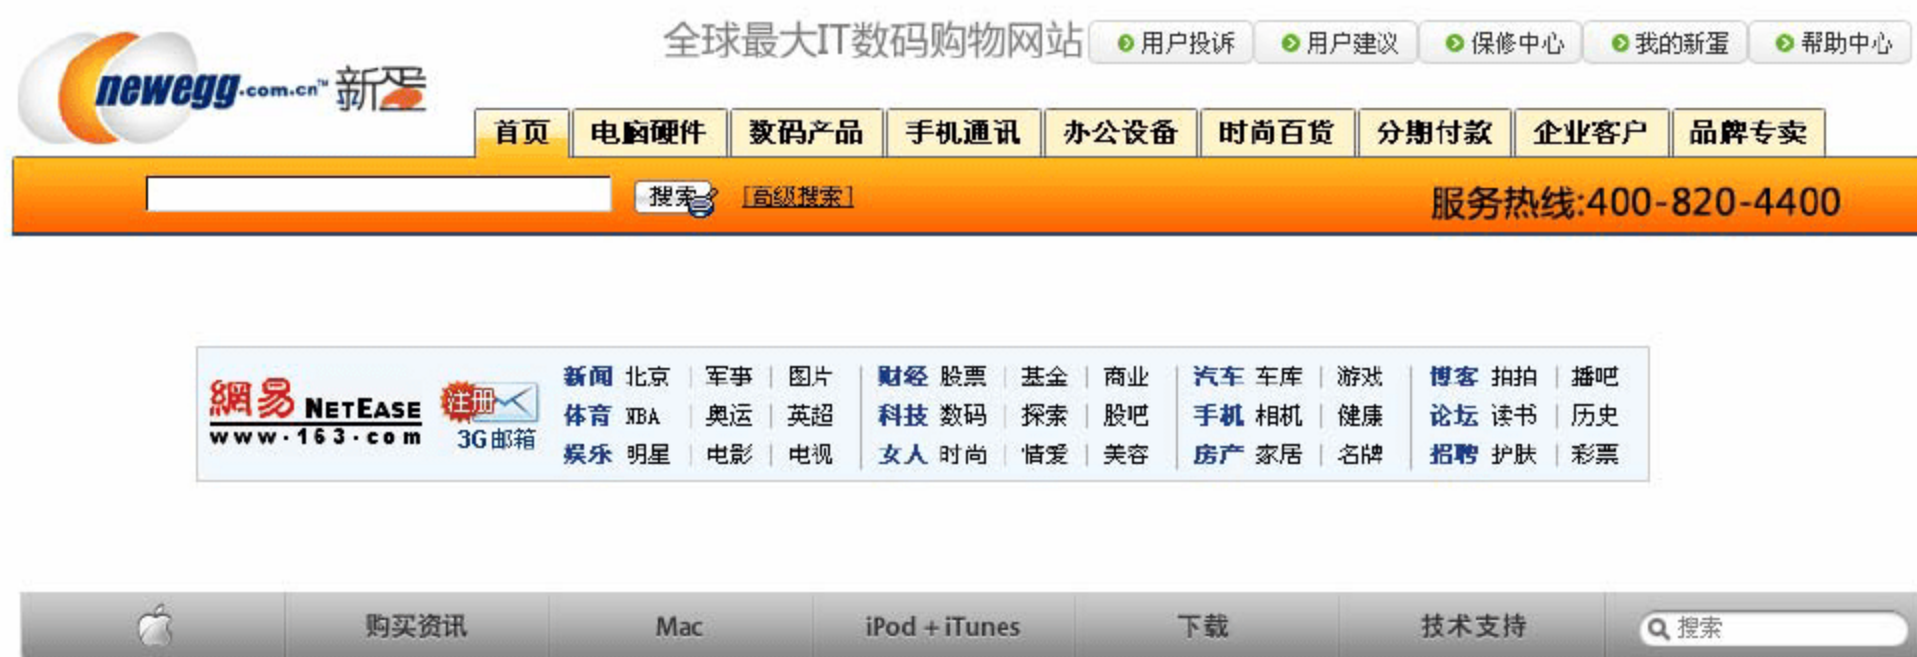 全球最大IT数码购物网站 用户投诉 用户建议 保修中心 我的新蛋 帮助中心
newegg.com.cn™ 新蛋
首页 电脑硬件 数码产品 手机通讯 办公设备 时尚百货 分期付款 企业客户 品牌专卖
搜索 [高级搜索] 服务热线:400-820-4400
網易 NETEASE
www.163.com
注册
3G邮箱
新闻 北京 | 军事 | 图片 | 财经 股票 | 基金 | 商业 | 汽车 车库 | 游戏 | 博客 拍拍 | 播吧
体育 NBA | 奥运 | 英超 | 科技 数码 | 探索 | 股吧 | 手机 相机 | 健康 | 论坛 读书 | 历史
娱乐 明星 | 电影 | 电视 | 女人 时尚 | 情爱 | 美容 | 房产 家居 | 名牌 | 招聘 护肤 | 彩票
购买资讯 Mac iPod + iTunes 下载 技术支持 搜索